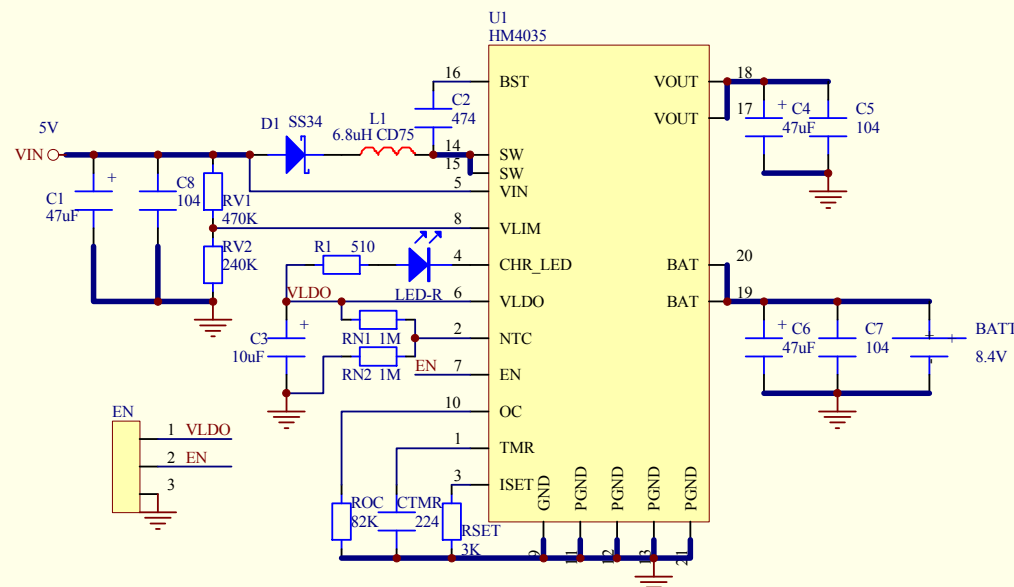 U1
HM4035
16 BST
C2
474
5V
VIN
D1 SS34
L1
6.8uH CD75
14 SW
15 SW
5 VIN
8 VLIM
4 CHR_LED
6 VLDO
2 NTC
7 EN
10 OC
1 TMR
3 ISET
VOUT 18
VOUT 17
BAT 20
BAT 19
GND
PGND
PGND
PGND
PGND
9
11
12
13
21
+
C1
47uF
C8
104
RV1
470K
RV2
240K
R1 510
LED-R
VLDO
+
C3
10uF
RN1 1M
RN2 1M
EN
+
C4
47uF
C5
104
+
C6
47uF
C7
104
+ +
-
BATT
8.4V
EN
1 VLDO
2 EN
3
ROC
82K
CTMR
224
RSET
3K